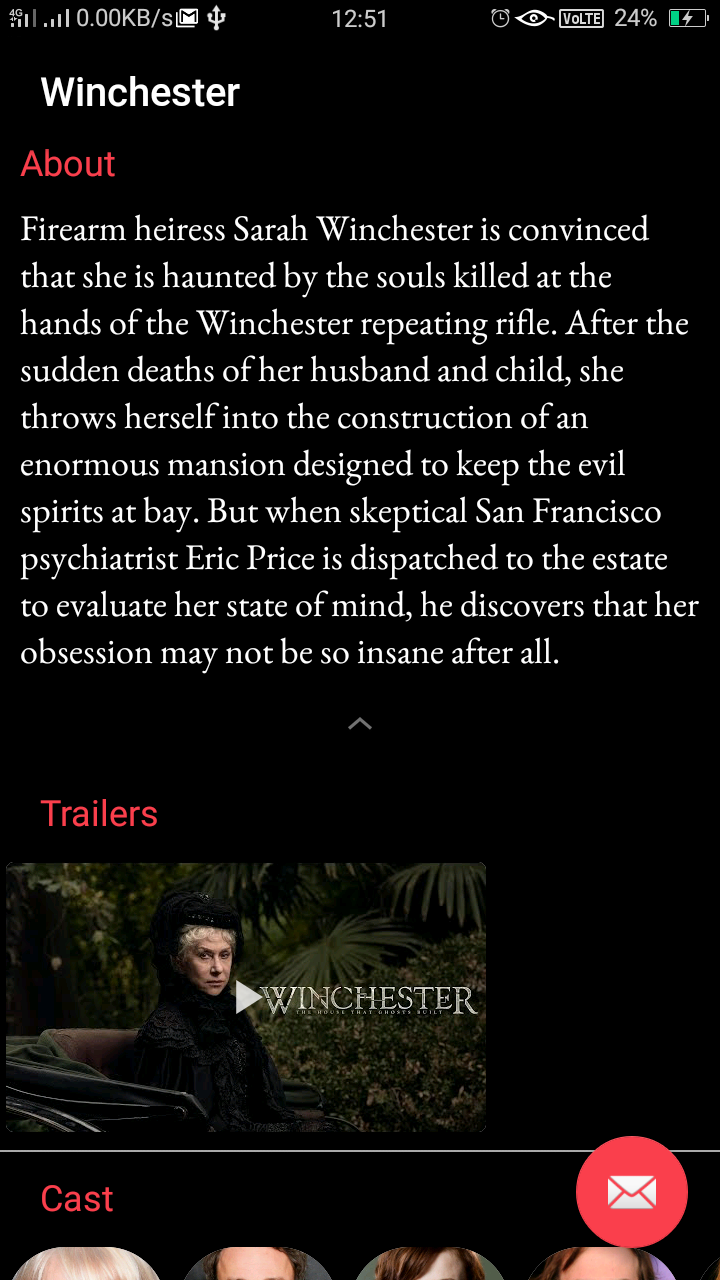 4G 0.00KB/s 12:51 VoLTE 24%
Winchester
About
Firearm heiress Sarah Winchester is convinced
that she is haunted by the souls killed at the
hands of the Winchester repeating rifle. After the
sudden deaths of her husband and child, she
throws herself into the construction of an
enormous mansion designed to keep the evil
spirits at bay. But when skeptical San Francisco
psychiatrist Eric Price is dispatched to the estate
to evaluate her state of mind, he discovers that her
obsession may not be so insane after all.
Trailers
WINCHESTER
THE HOUSE THAT GHOSTS BUILT
Cast